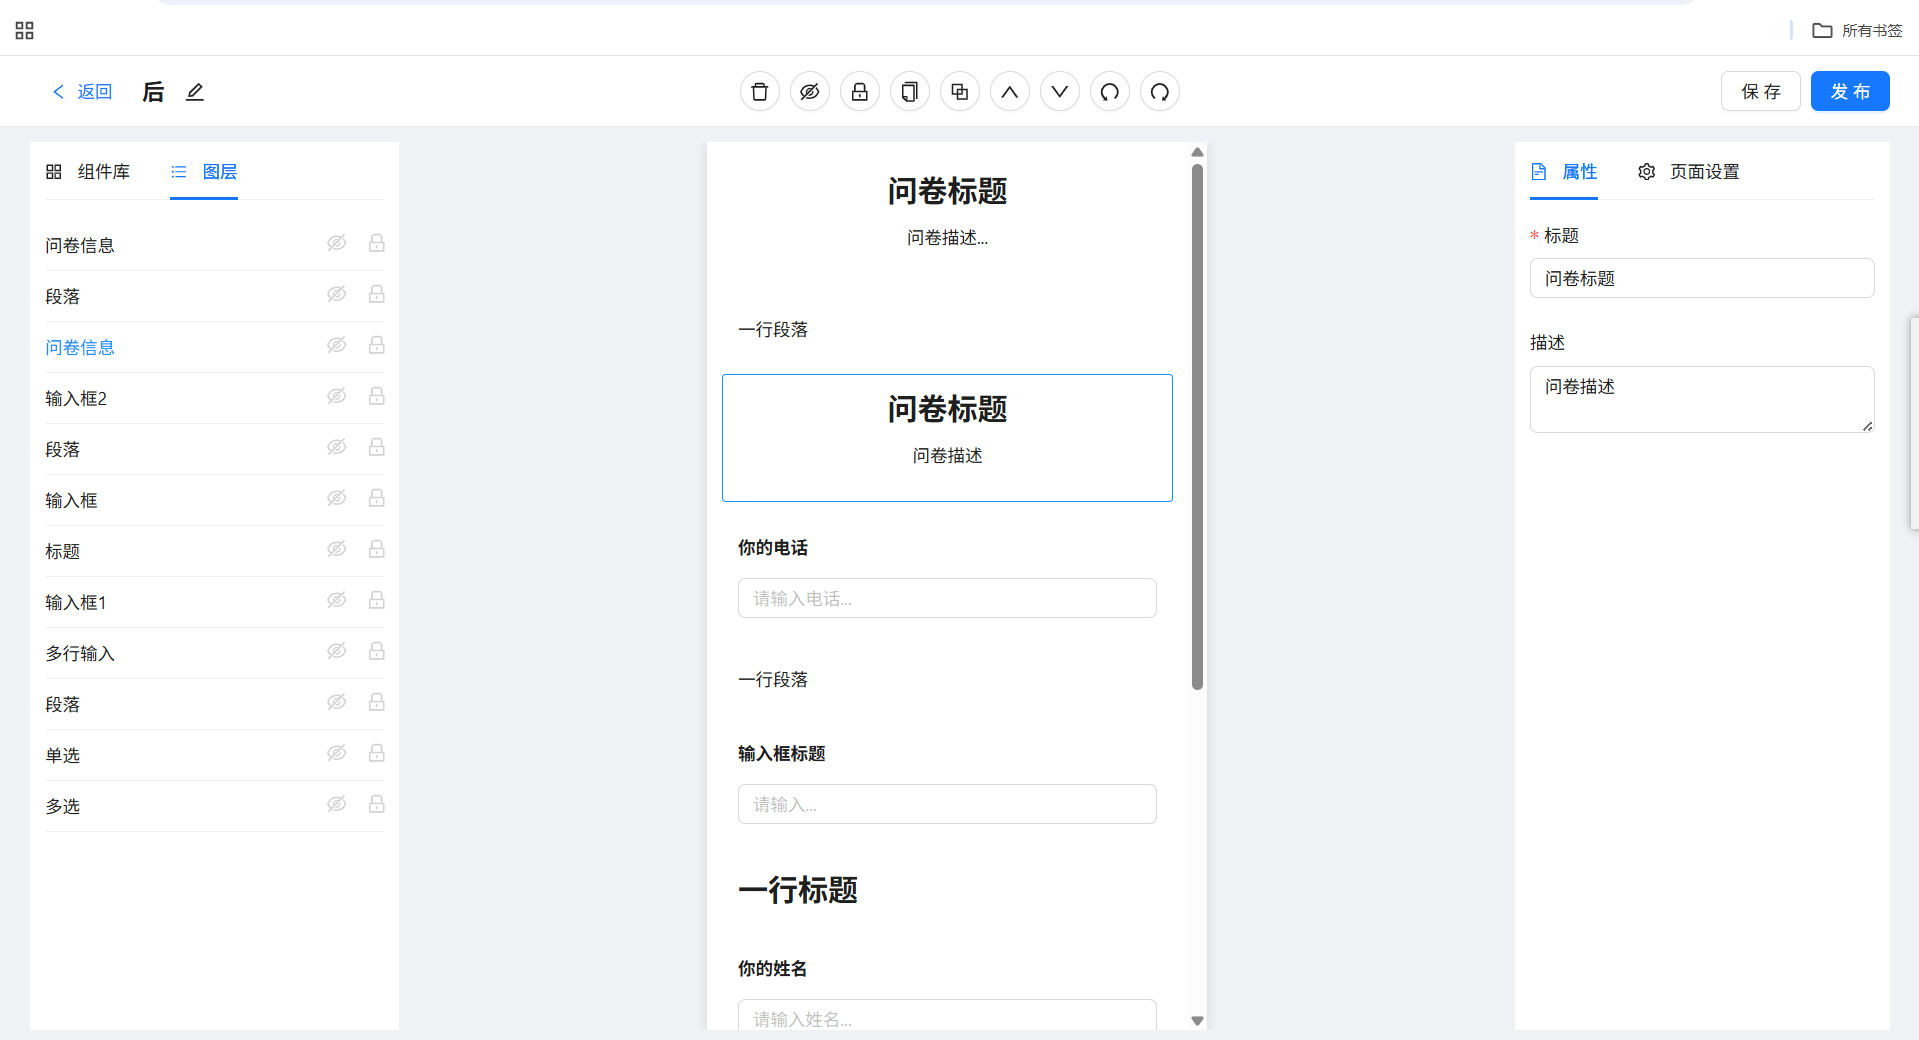 所有书签
返回
后
保 存
发 布
组件库
图层
问卷信息
段落
问卷信息
输入框2
段落
输入框
标题
输入框1
多行输入
段落
单选
多选
问卷标题
问卷描述...
一行段落
问卷标题
问卷描述
你的电话
请输入电话...
一行段落
输入框标题
请输入...
一行标题
你的姓名
请输入姓名...
属性
页面设置
* 标题
问卷标题
描述
问卷描述